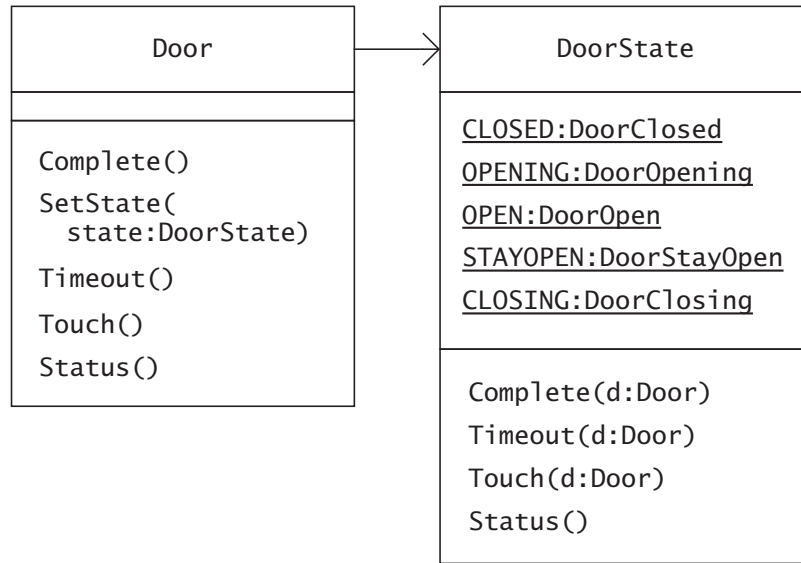 Door
Complete()
SetState(
state:DoorState)
Timeout()
Touch()
Status()
DoorState
CLOSED:DoorClosed
OPENING:DoorOpening
OPEN:DoorOpen
STAYOPEN:DoorStayOpen
CLOSING:DoorClosing
Complete(d:Door)
Timeout(d:Door)
Touch(d:Door)
Status()